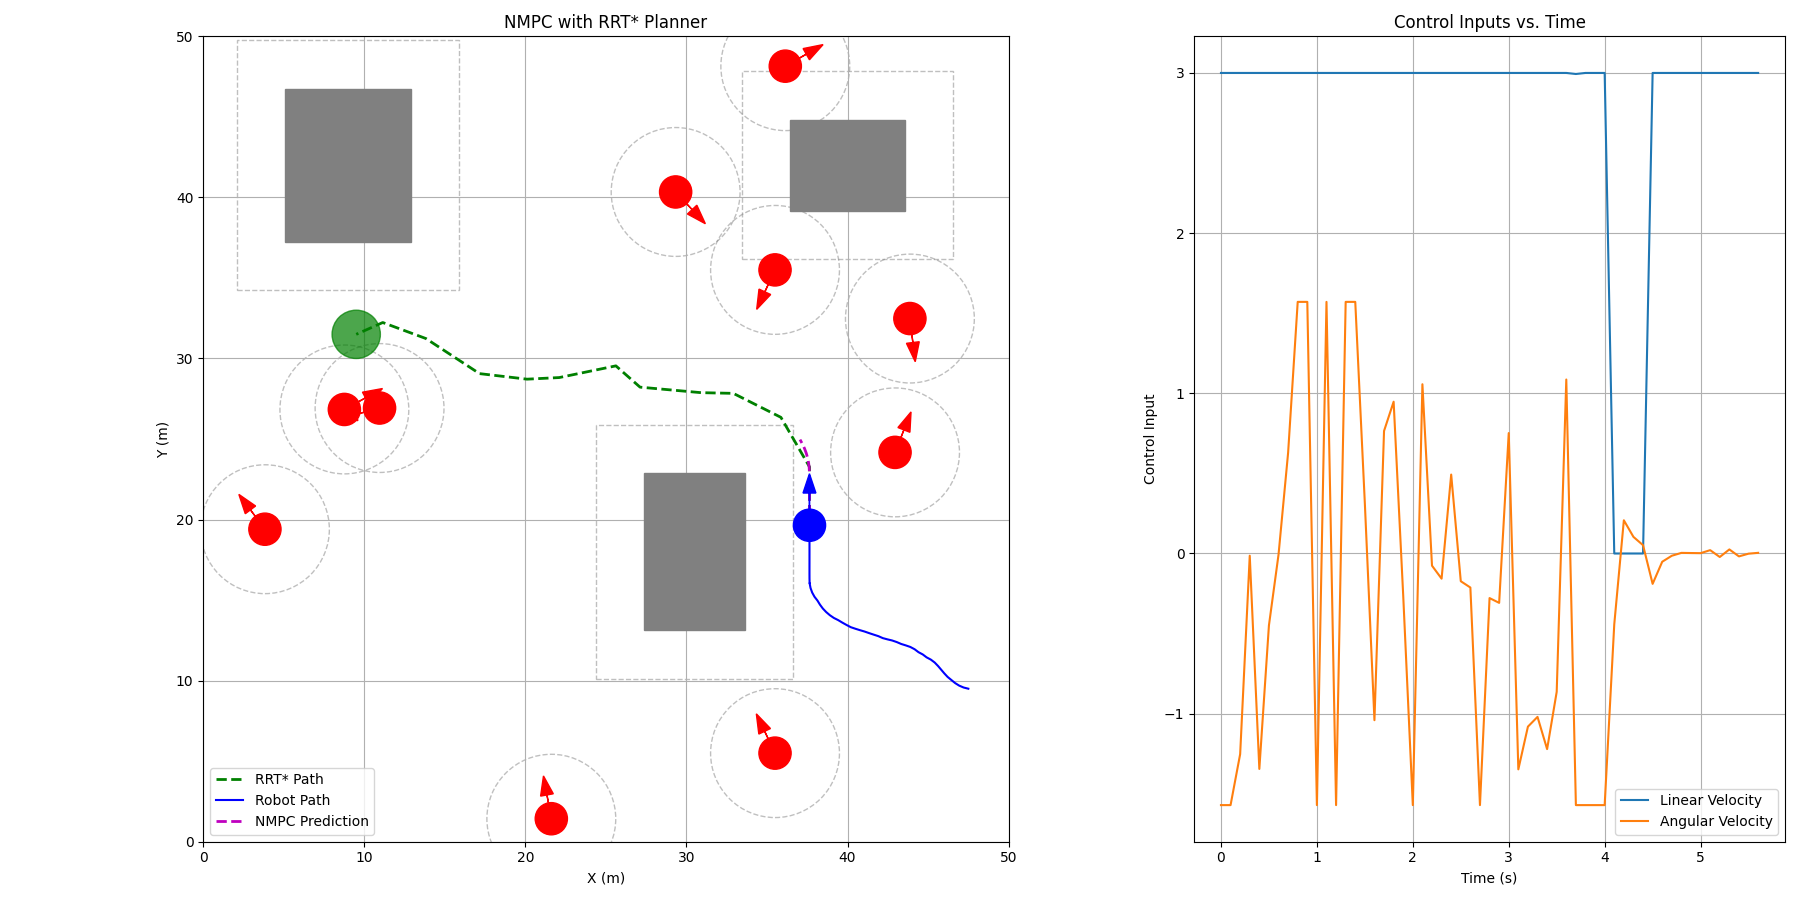 NMPC with RRT* Planner
50
40
30
20
10
0
Y (m)
RRT* Path
Robot Path
NMPC Prediction
0 10 20 30 40 50
X (m)
Control Inputs vs. Time
3
2
1
0
−1
Control Input
Linear Velocity
Angular Velocity
0 1 2 3 4 5
Time (s)